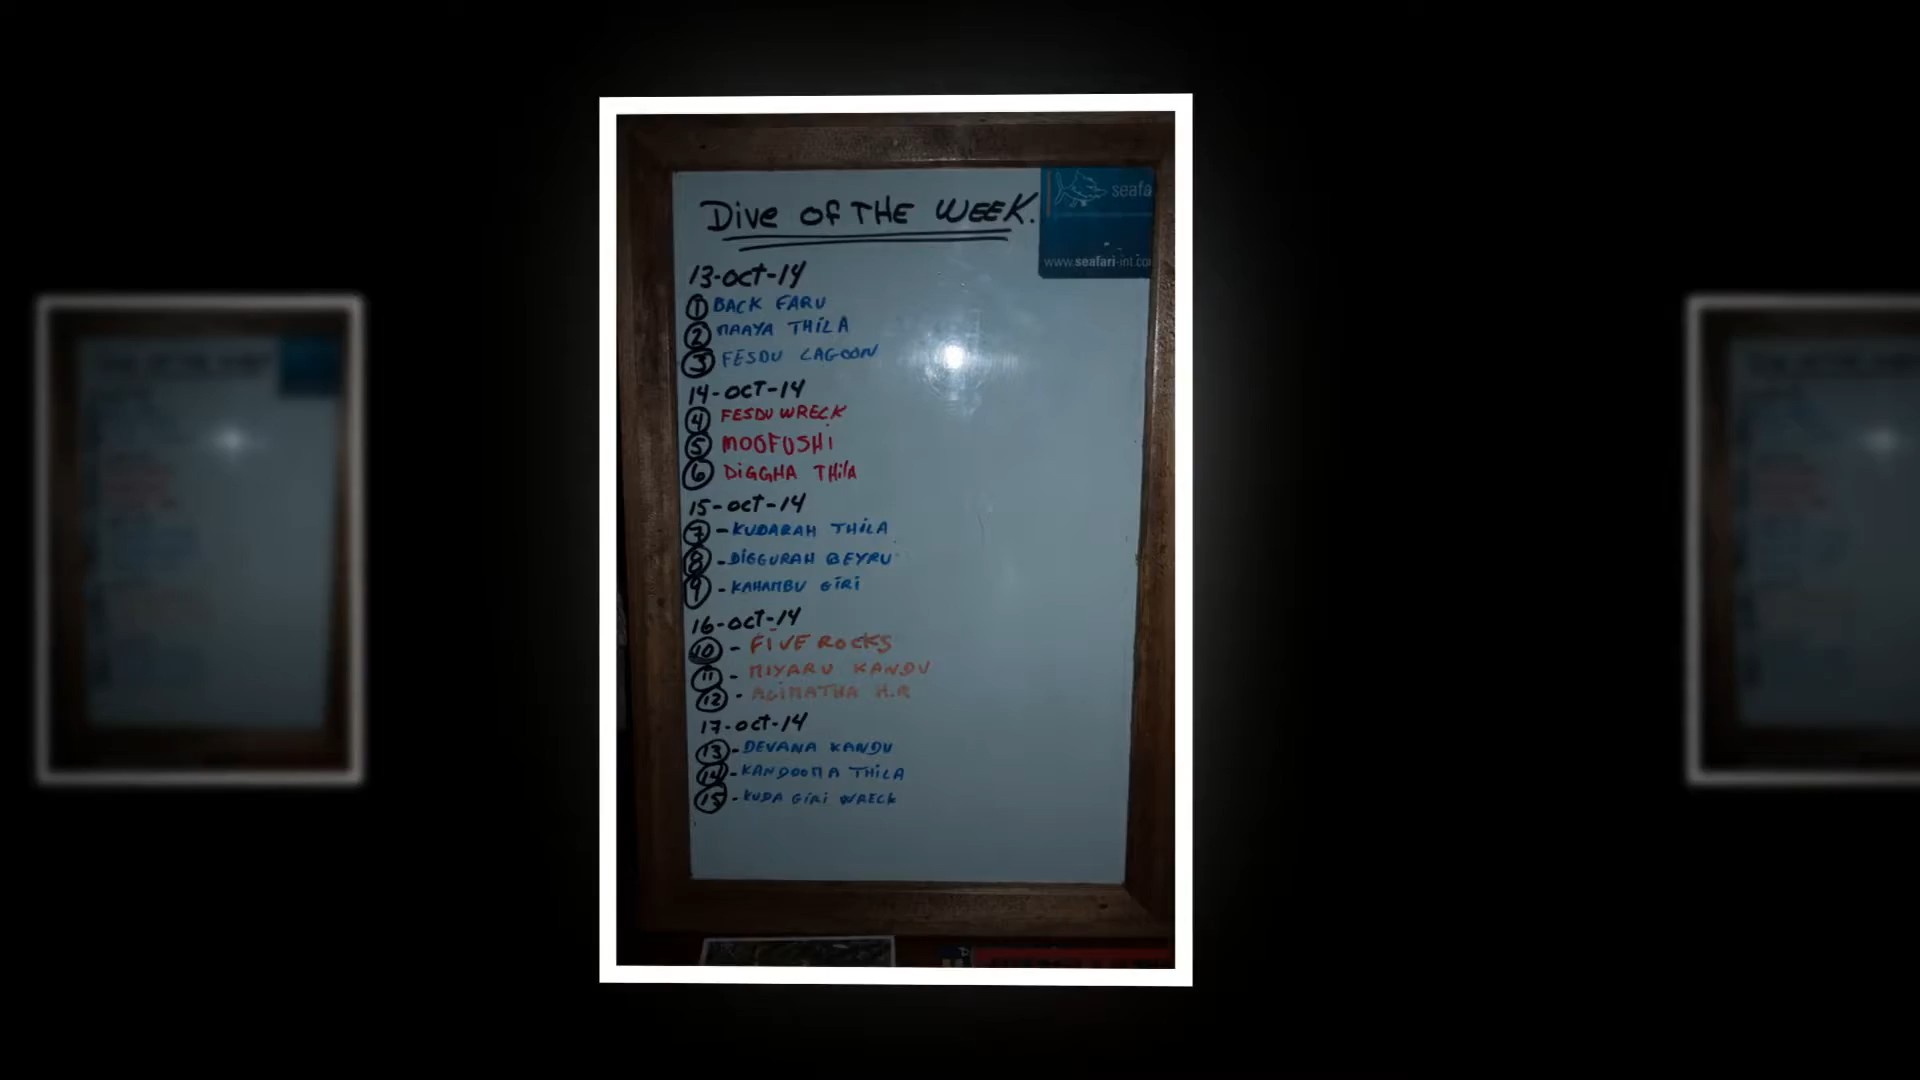 Dive of THE WEEK.
seafa
www.seafari-int.co
13-oct-14
1 BACK FARU
2 MAAYA THILA
3 FESDU LAGOON
14-oct-14
4 FESDU WRECK
5 MOOFUSHI
6 DIGGHA THila
15-oct-14
7 - KUDARAH THILA
8 - DIGGURAH BEYRU
9 - KAHAMBU GIRI
16-oct-14
10 - FIVE ROCKS
11 - MIYARU KANDU
12 - ALIMATHA H.R
17-oct-14
13 - DEVANA KANDU
14 - KANDOOMA THILA
15 - KUDA GIRI WRECK